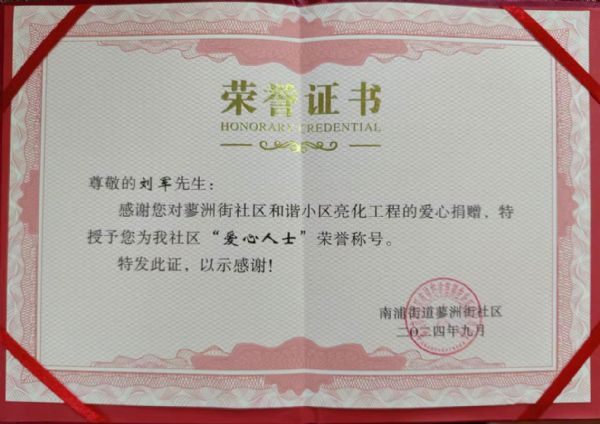 荣誉证书
HONORARY CREDENTIAL
尊敬的刘军先生：
感谢您对蓼洲街社区和谐小区亮化工程的爱心捐赠，特
授予您为我社区“爱心人士”荣誉称号。
特发此证，以示感谢！
南浦街道蓼洲街社区
二〇二四年九月